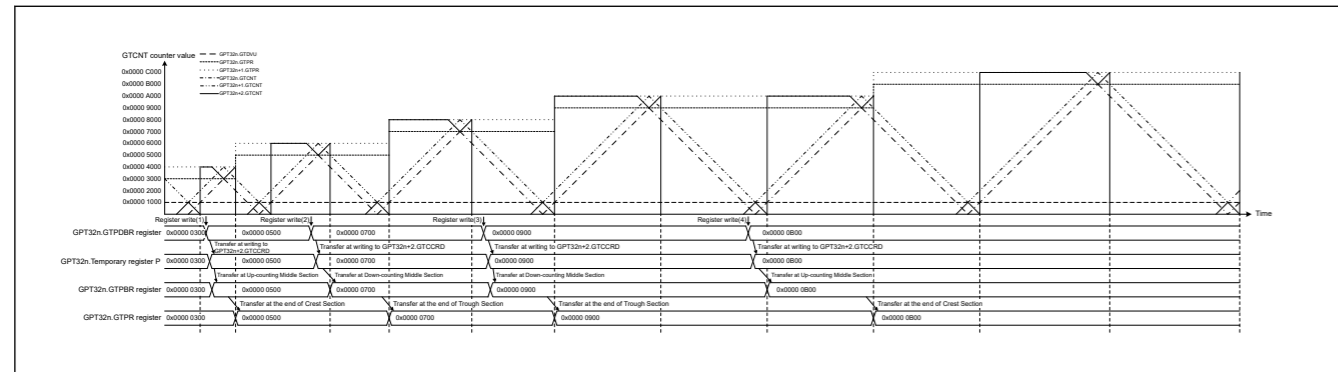 GTCNT counter value
GPT32n.GTDVU
GPT32n.GTPR
GPT32n+1.GTPR
GPT32n.GTCNT
GPT32n+1.GTCNT
GPT32n+2.GTCNT
0x0000 C000
0x0000 B000
0x0000 A000
0x0000 9000
0x0000 8000
0x0000 7000
0x0000 6000
0x0000 5000
0x0000 4000
0x0000 3000
0x0000 2000
0x0000 1000
Time
Register write(1) Register write(2) Register write(3) Register write(4)
GPT32n.GTPDBR register 0x0000 0300 0x0000 0500 0x0000 0700 0x0000 0900 0x0000 0B00
Transfer at writing to GPT32n+2.GTCCRD Transfer at writing to GPT32n+2.GTCCRD Transfer at writing to GPT32n+2.GTCCRD Transfer at writing to GPT32n+2.GTCCRD
GPT32n.Temporary register P 0x0000 0300 0x0000 0500 0x0000 0700 0x0000 0900 0x0000 0B00
Transfer at Up-counting Middle Section Transfer at Down-counting Middle Section Transfer at Down-counting Middle Section Transfer at Up-counting Middle Section
GPT32n.GTPBR register 0x0000 0300 0x0000 0500 0x0000 0700 0x0000 0900 0x0000 0B00
Transfer at the end of Crest Section Transfer at the end of Trough Section Transfer at the end of Trough Section Transfer at the end of Crest Section
GPT32n.GTPR register 0x0000 0300 0x0000 0500 0x0000 0700 0x0000 0900 0x0000 0B00